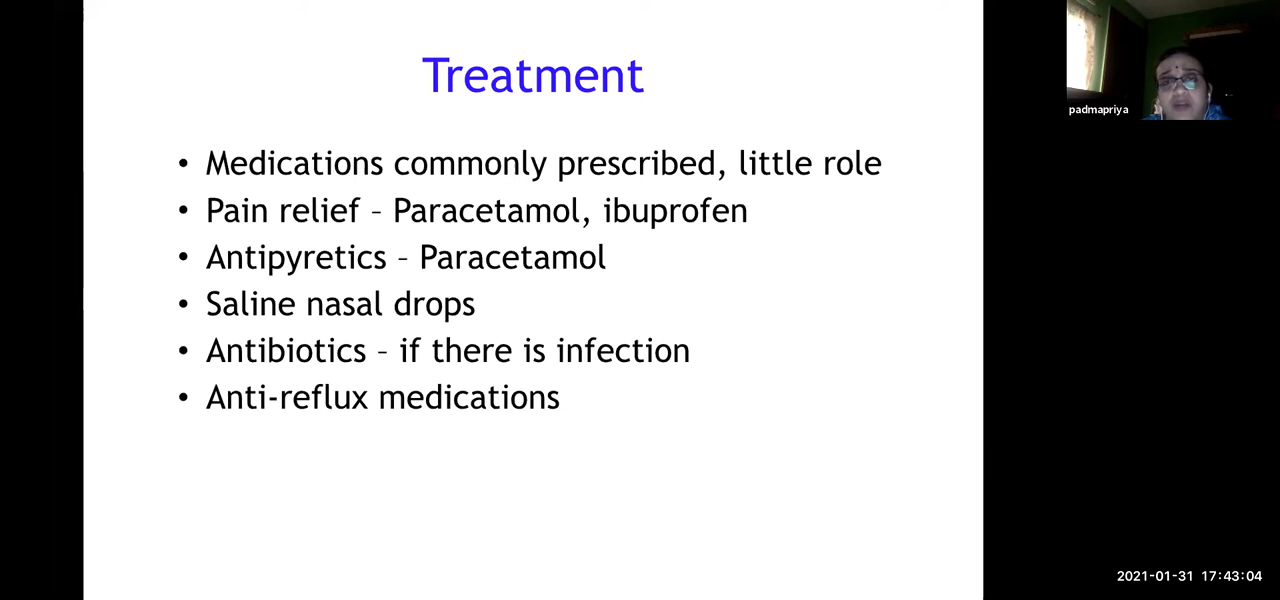 Treatment
• Medications commonly prescribed, little role
• Pain relief – Paracetamol, ibuprofen
• Antipyretics – Paracetamol
• Saline nasal drops
• Antibiotics – if there is infection
• Anti-reflux medications
padmapriya
2021-01-31 17:43:04